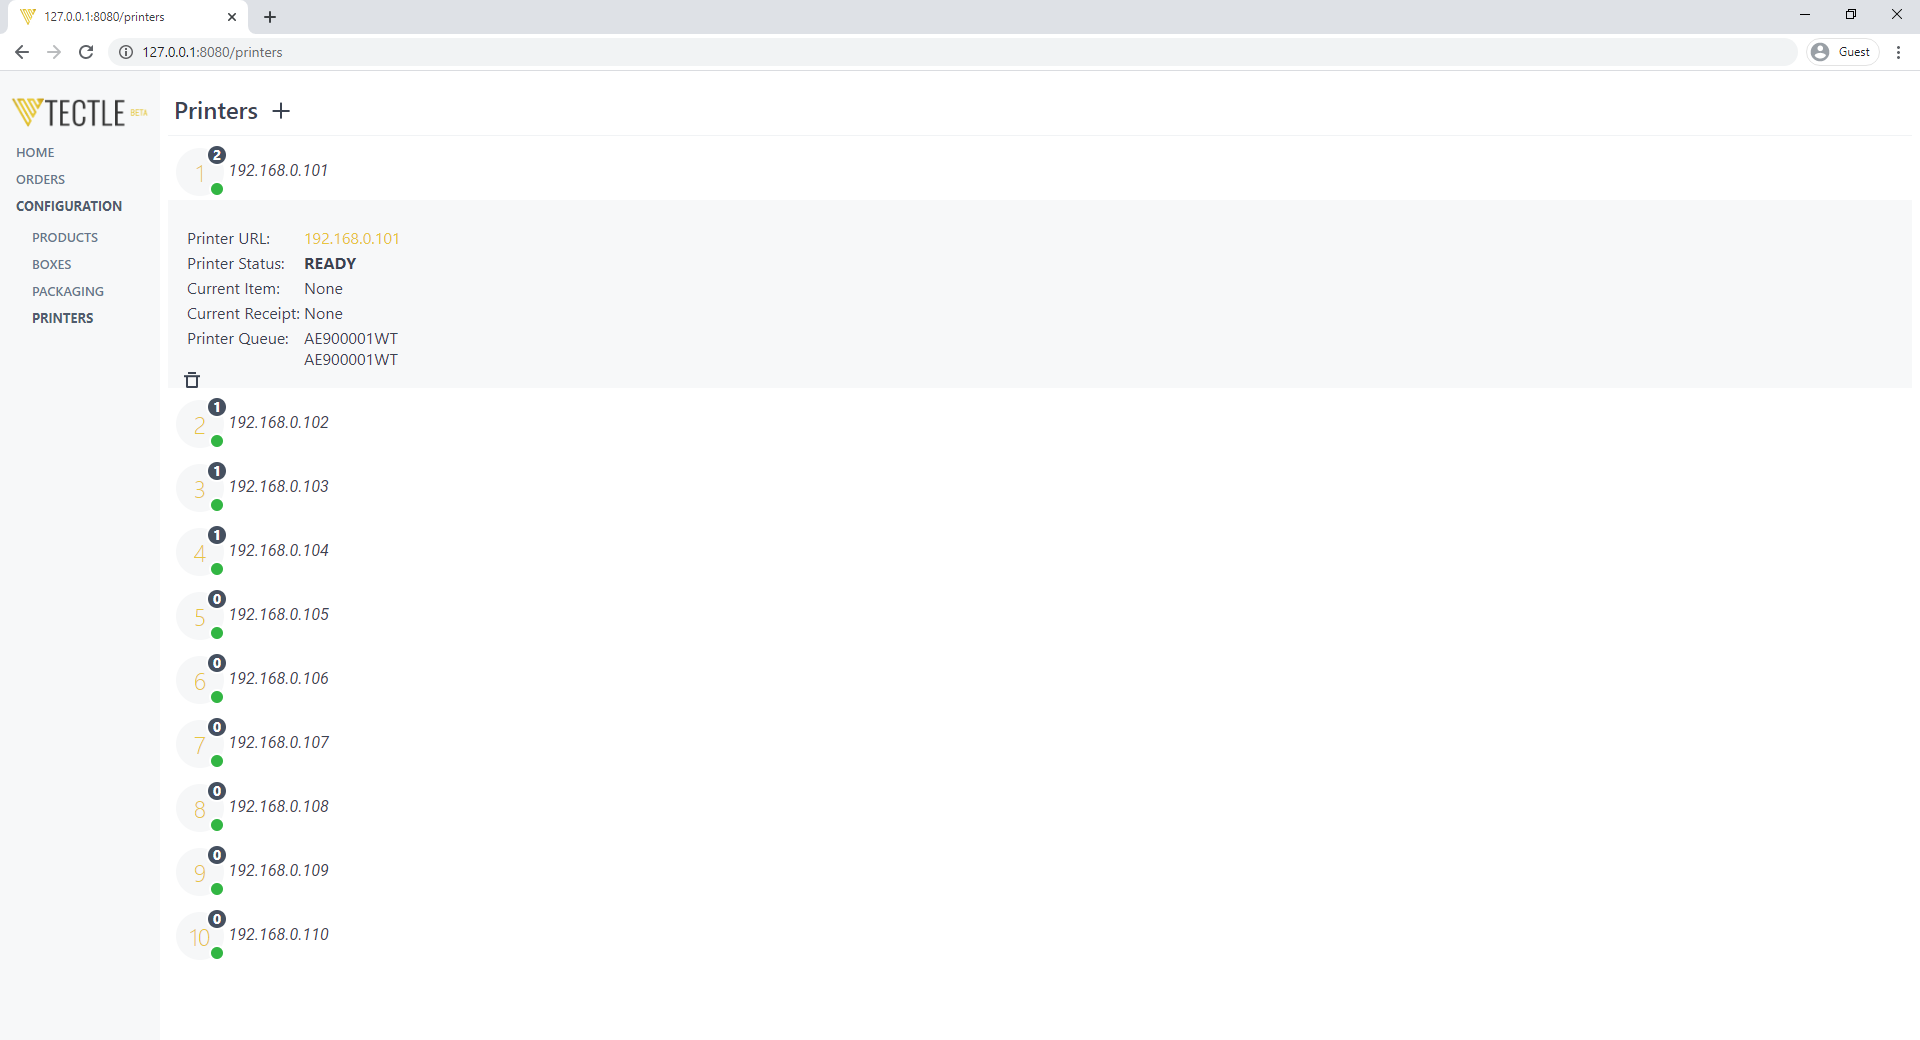 127.0.0.1:8080/printers
127.0.0.1:8080/printers
Guest
TECTLE BETA
HOME
ORDERS
CONFIGURATION
PRODUCTS
BOXES
PACKAGING
PRINTERS
Printers
1 2 192.168.0.101
Printer URL: 192.168.0.101
Printer Status: READY
Current Item: None
Current Receipt: None
Printer Queue: AE900001WT
AE900001WT
2 1 192.168.0.102
3 1 192.168.0.103
4 1 192.168.0.104
5 0 192.168.0.105
6 0 192.168.0.106
7 0 192.168.0.107
8 0 192.168.0.108
9 0 192.168.0.109
10 0 192.168.0.110